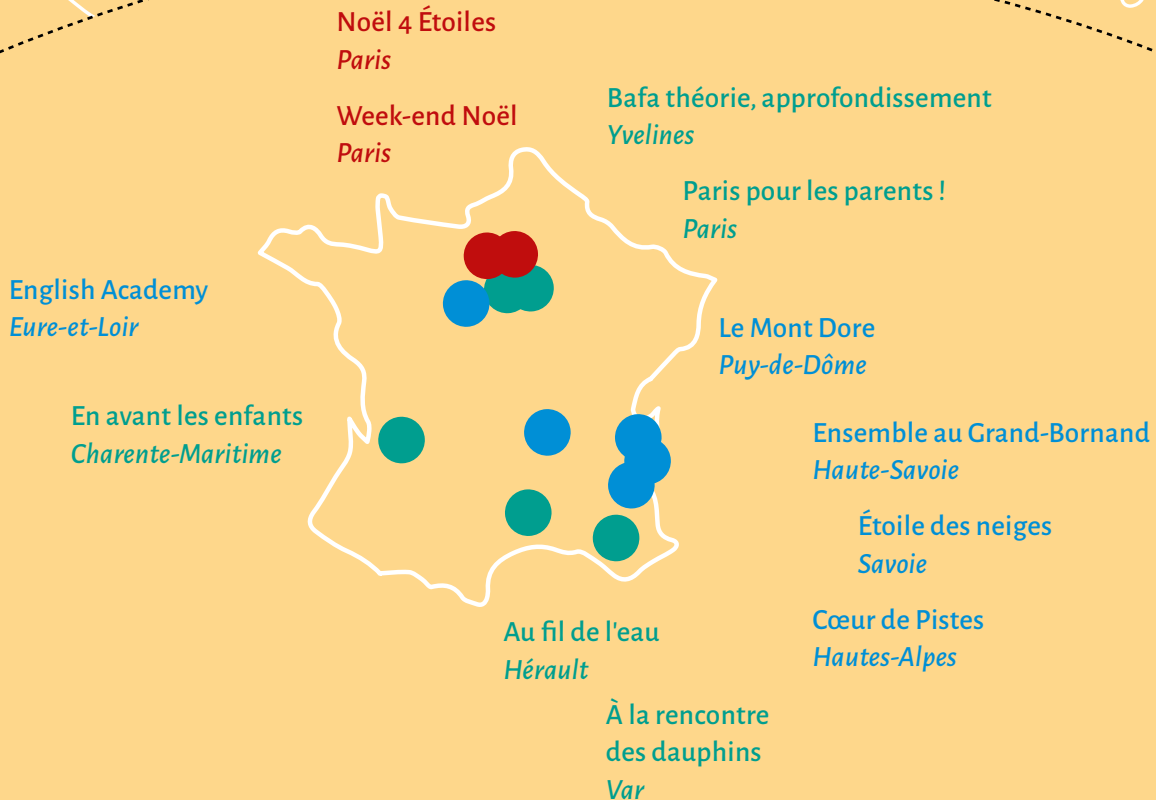 Noël 4 Étoiles
Paris
Week-end Noël
Paris
Bafa théorie, approfondissement
Yvelines
Paris pour les parents !
Paris
English Academy
Eure-et-Loir
Le Mont Dore
Puy-de-Dôme
En avant les enfants
Charente-Maritime
Ensemble au Grand-Bornand
Haute-Savoie
Étoile des neiges
Savoie
Cœur de Pistes
Hautes-Alpes
Au fil de l'eau
Hérault
À la rencontre
des dauphins
Var